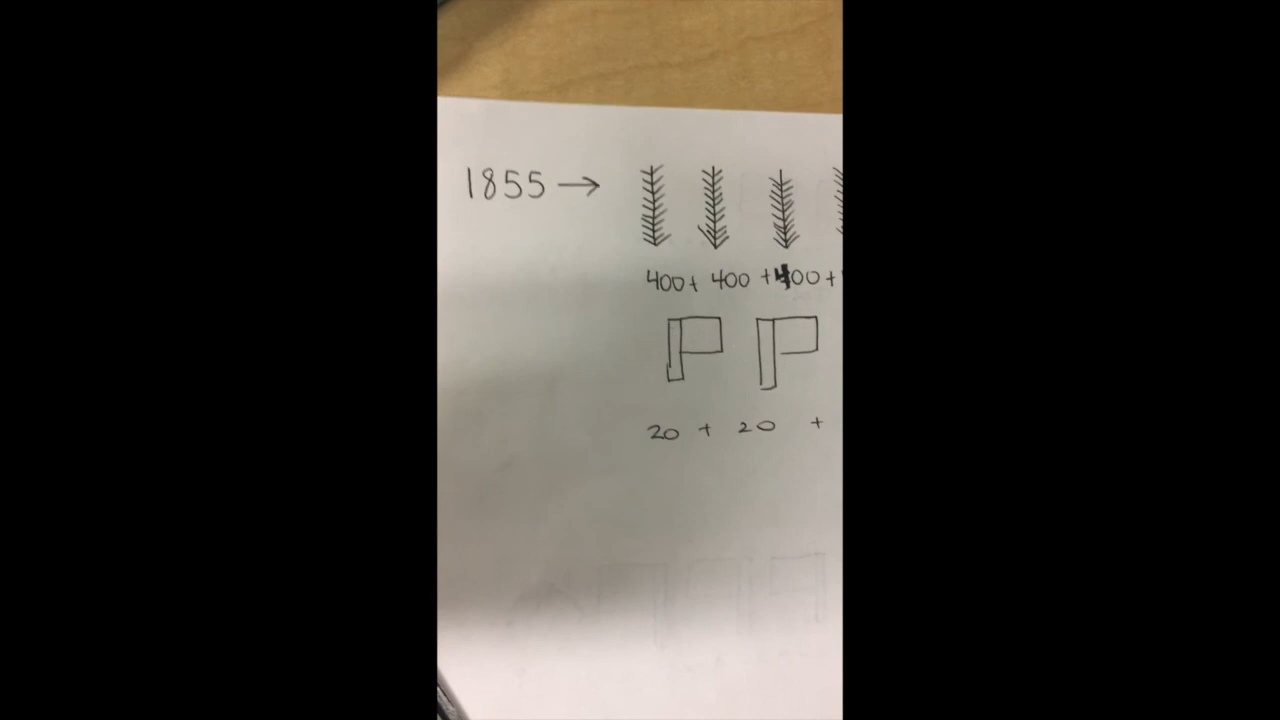 1855 →
400 + 400 + 400 +
20 + 20 +